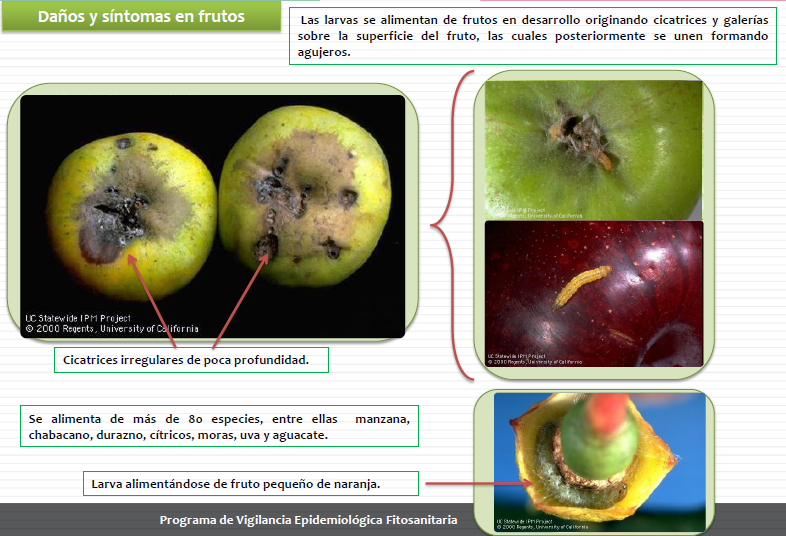 Daños y síntomas en frutos
Las larvas se alimentan de frutos en desarrollo originando cicatrices y galerías
sobre la superficie del fruto, las cuales posteriormente se unen formando
agujeros.
UC Statewide IPM Project
© 2000 Regents, University of California
UC Statewide IPM Project
© 2000 Regents, University of California
UC Statewide IPM Project
© 2000 Regents, University of California
Cicatrices irregulares de poca profundidad.
Se alimenta de más de 80 especies, entre ellas manzana,
chabacano, durazno, cítricos, moras, uva y aguacate.
Larva alimentándose de fruto pequeño de naranja.
UC Statewide IPM Project
© 2000 Regents, University of California
Programa de Vigilancia Epidemiológica Fitosanitaria